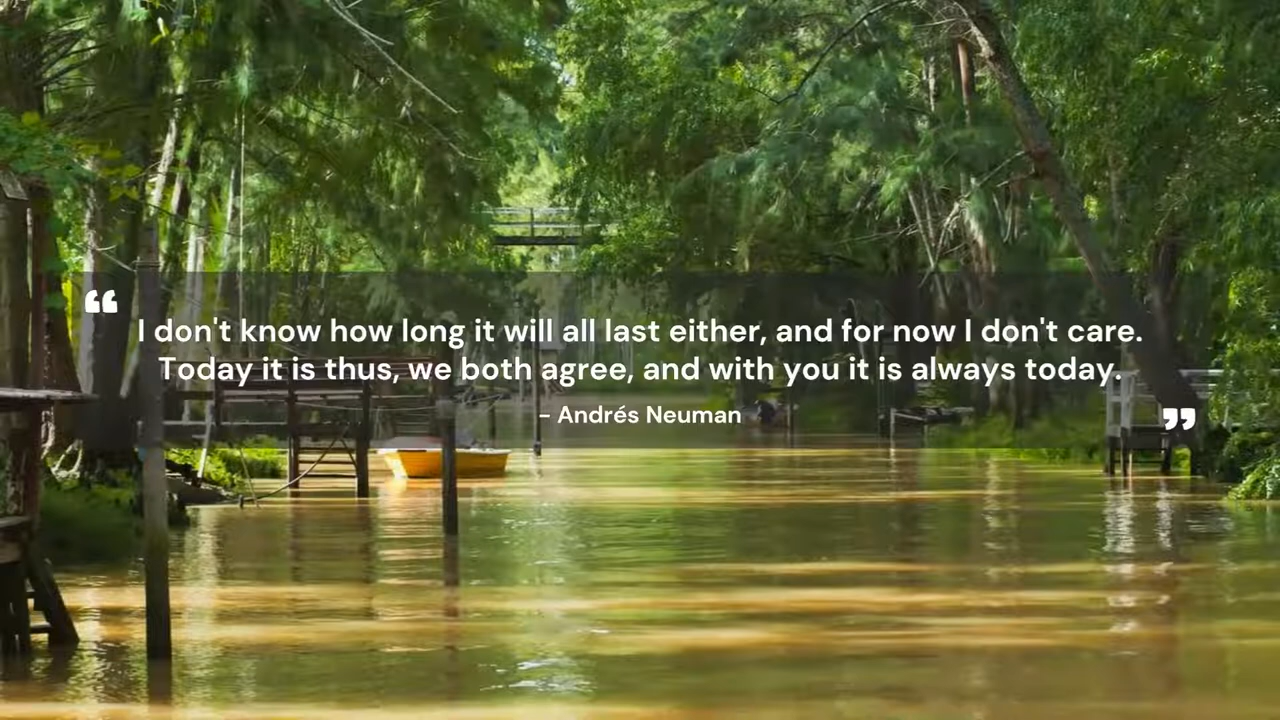 “
I don't know how long it will all last either, and for now I don't care.
Today it is thus, we both agree, and with you it is always today.
– Andrés Neuman
”